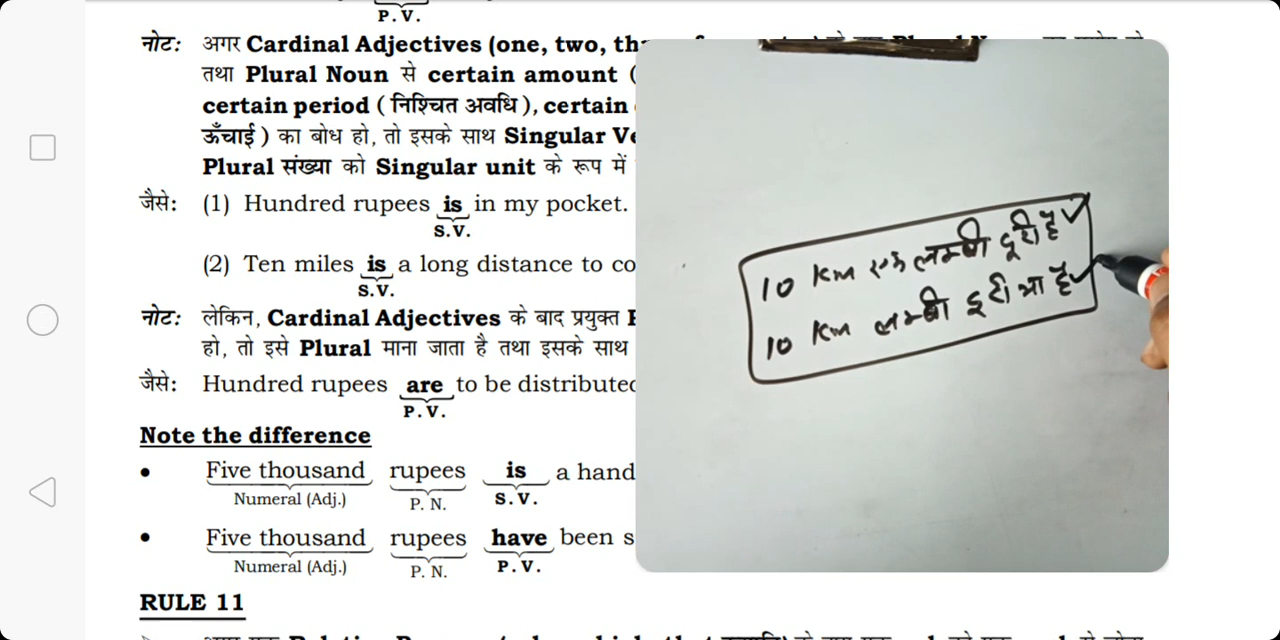 P. V.
नोट: अगर Cardinal Adjectives (one, two,
तथा Plural Noun से certain amount (
certain period ( निश्चित अवधि ), certain
ऊँचाई ) का बोध हो, तो इसके साथ Singular
Plural संख्या को Singular unit के रूप में
जैसे: (1) Hundred rupees is in my pocket.
S.V.
(2) Ten miles is a long distance to
S.V.
नोट: लेकिन, Cardinal Adjectives के बाद प्रयुक्त
हो, तो इसे Plural माना जाता है तथा इसके साथ
जैसे: Hundred rupees are to be distributed
P.V.
Note the difference
• Five thousand rupees is a hand
Numeral (Adj.) P. N. S.V.
• Five thousand rupees have been s
Numeral (Adj.) P. N. P.V.
RULE 11
10 KM एक लम्बी दूरी है
10 KM लम्बी दूरी भी है